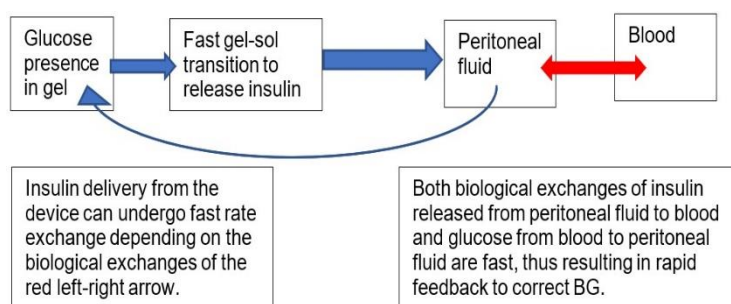 Glucose
presence
in gel
Fast gel-sol
transition to
release insulin
Peritoneal
fluid
Blood
Insulin delivery from the
device can undergo fast rate
exchange depending on the
biological exchanges of the
red left-right arrow.
Both biological exchanges of insulin
released from peritoneal fluid to blood
and glucose from blood to peritoneal
fluid are fast, thus resulting in rapid
feedback to correct BG.